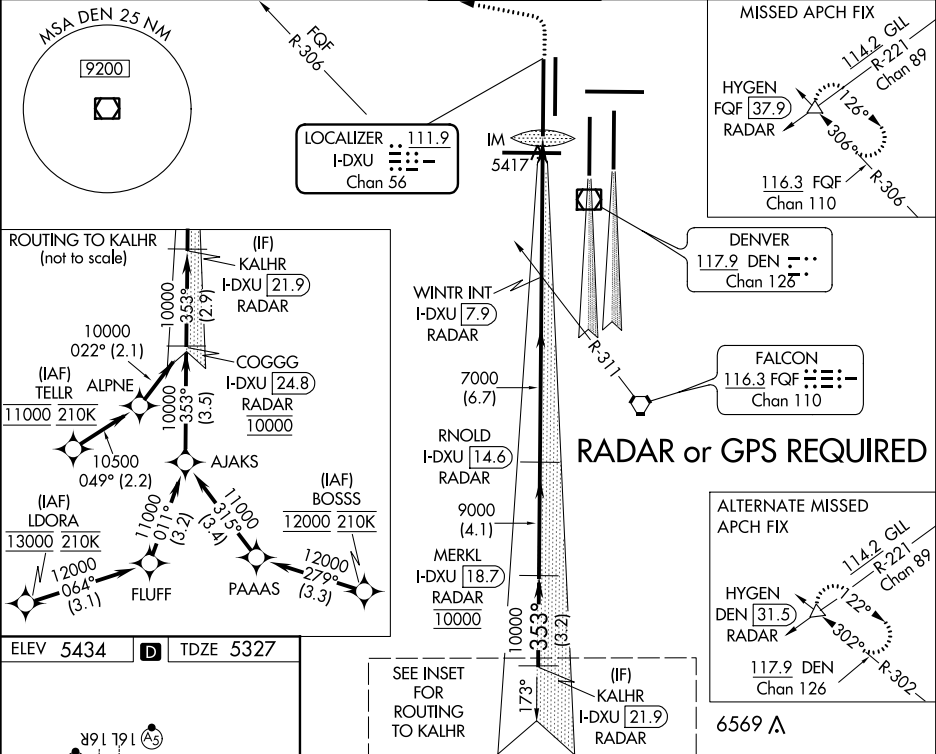 MSA DEN 25 NM
9200
FQF
R-306
LOCALIZER 111.9
I-DXU
Chan 56
IM
5417
MISSED APCH FIX
114.2 GLL
R-221
Chan 89
HYGEN
FQF 37.9
RADAR
126°
306°
R-306
116.3 FQF
Chan 110
DENVER
117.9 DEN
Chan 126
ROUTING TO KALHR
(not to scale)
(IF)
KALHR
I-DXU 21.9
RADAR
10000
353°
(2.9)
10000
022° (2.1)
(IAF)
TELLR
11000 210K
ALPNE
COGGG
I-DXU 24.8
RADAR
10000
10000
353°
(3.5)
10500
049° (2.2)
AJAKS
(IAF)
LDORA
13000 210K
11000
011°
(3.2)
11000
315°
(3.4)
(IAF)
BOSSS
12000 210K
12000
064°
(3.1)
FLUFF
PAAAS
12000
279°
(3.3)
WINTR INT
I-DXU 7.9
RADAR
R-311
FALCON
116.3 FQF
Chan 110
7000
(6.7)
RNOLD
I-DXU 14.6
RADAR
RADAR or GPS REQUIRED
9000
(4.1)
MERKL
I-DXU 18.7
RADAR
10000
10000
353°
(3.2)
ALTERNATE MISSED
APCH FIX
114.2 GLL
R-221
Chan 89
HYGEN
DEN 31.5
RADAR
122°
302°
R-302
117.9 DEN
Chan 126
SEE INSET
FOR
ROUTING
TO KALHR
173°
(IF)
KALHR
I-DXU 21.9
RADAR
6569
ELEV 5434 D TDZE 5327
16R 16L A5